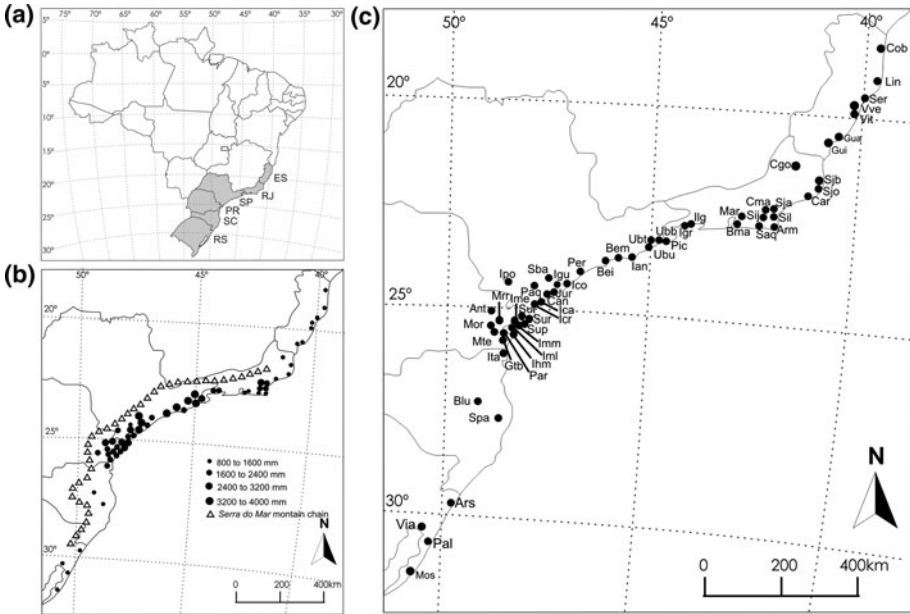 (a)
5°
0°
5°
10°
15°
20°
25°
30°
75° 70° 65° 60° 55° 50° 45° 40° 35° 30°
ES
RJ
SP
PR
SC
RS
(b)
50° 45° 40°
20°
25°
30°
800 to 1600 mm
1600 to 2400 mm
2400 to 3200 mm
3200 to 4000 mm
Serra do Mar montain chain
N
0 200 400km
(c)
50° 45° 40°
20°
25°
30°
Cob
Lin
Ser
Vve
Vit
Gua
Gui
Cgo
Sjb
Sjo
Car
Cma Sja
Mar Sij Sil
Bma Saq Arm
Ilg
Igr
Ubt Ubb Pic
Ubu
Bem
Ian
Bei
Per
Sba Igu
Ico
Ipo
Paq Jur
Can
Ica
Icr
Mrr Ime Sul
Ant
Sur
Mor
Sup
Mte
Imm
Iml
Ita
Ihm
Gtb
Par
Blu
Spa
Ars
Via
Pal
Mos
N
0 200 400km